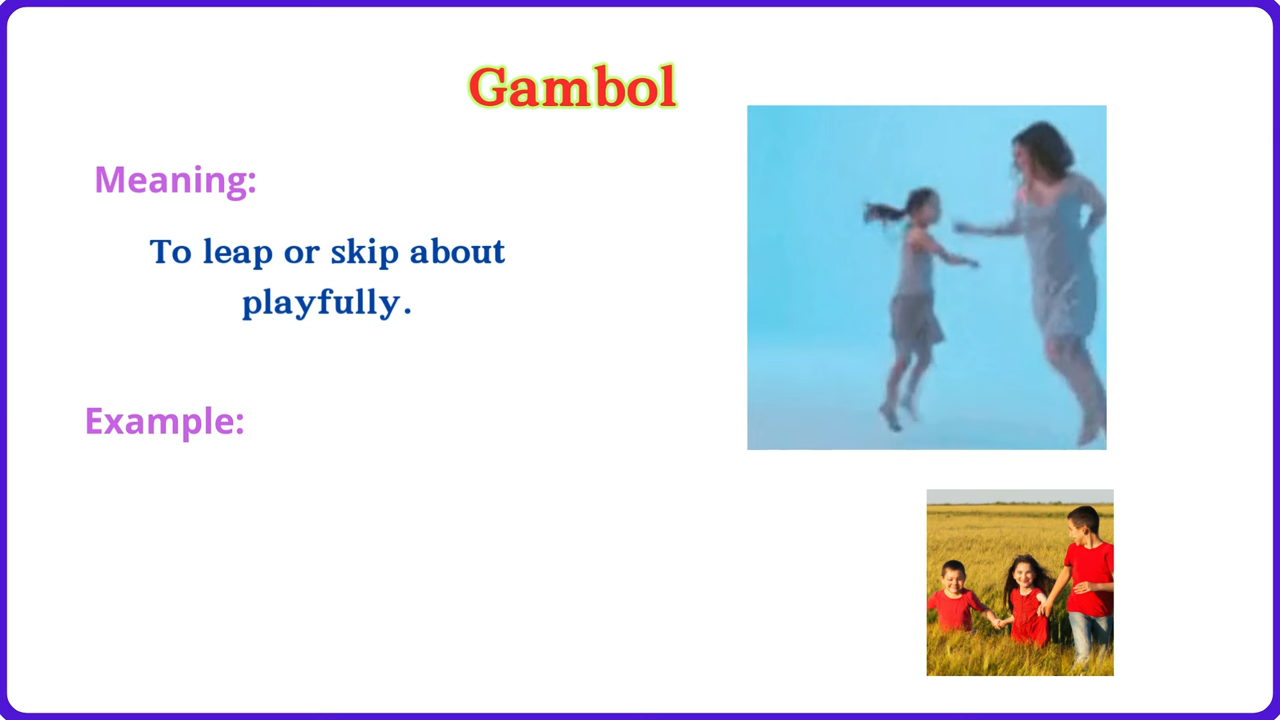 Gambol
Meaning:
To leap or skip about
playfully.
Example: